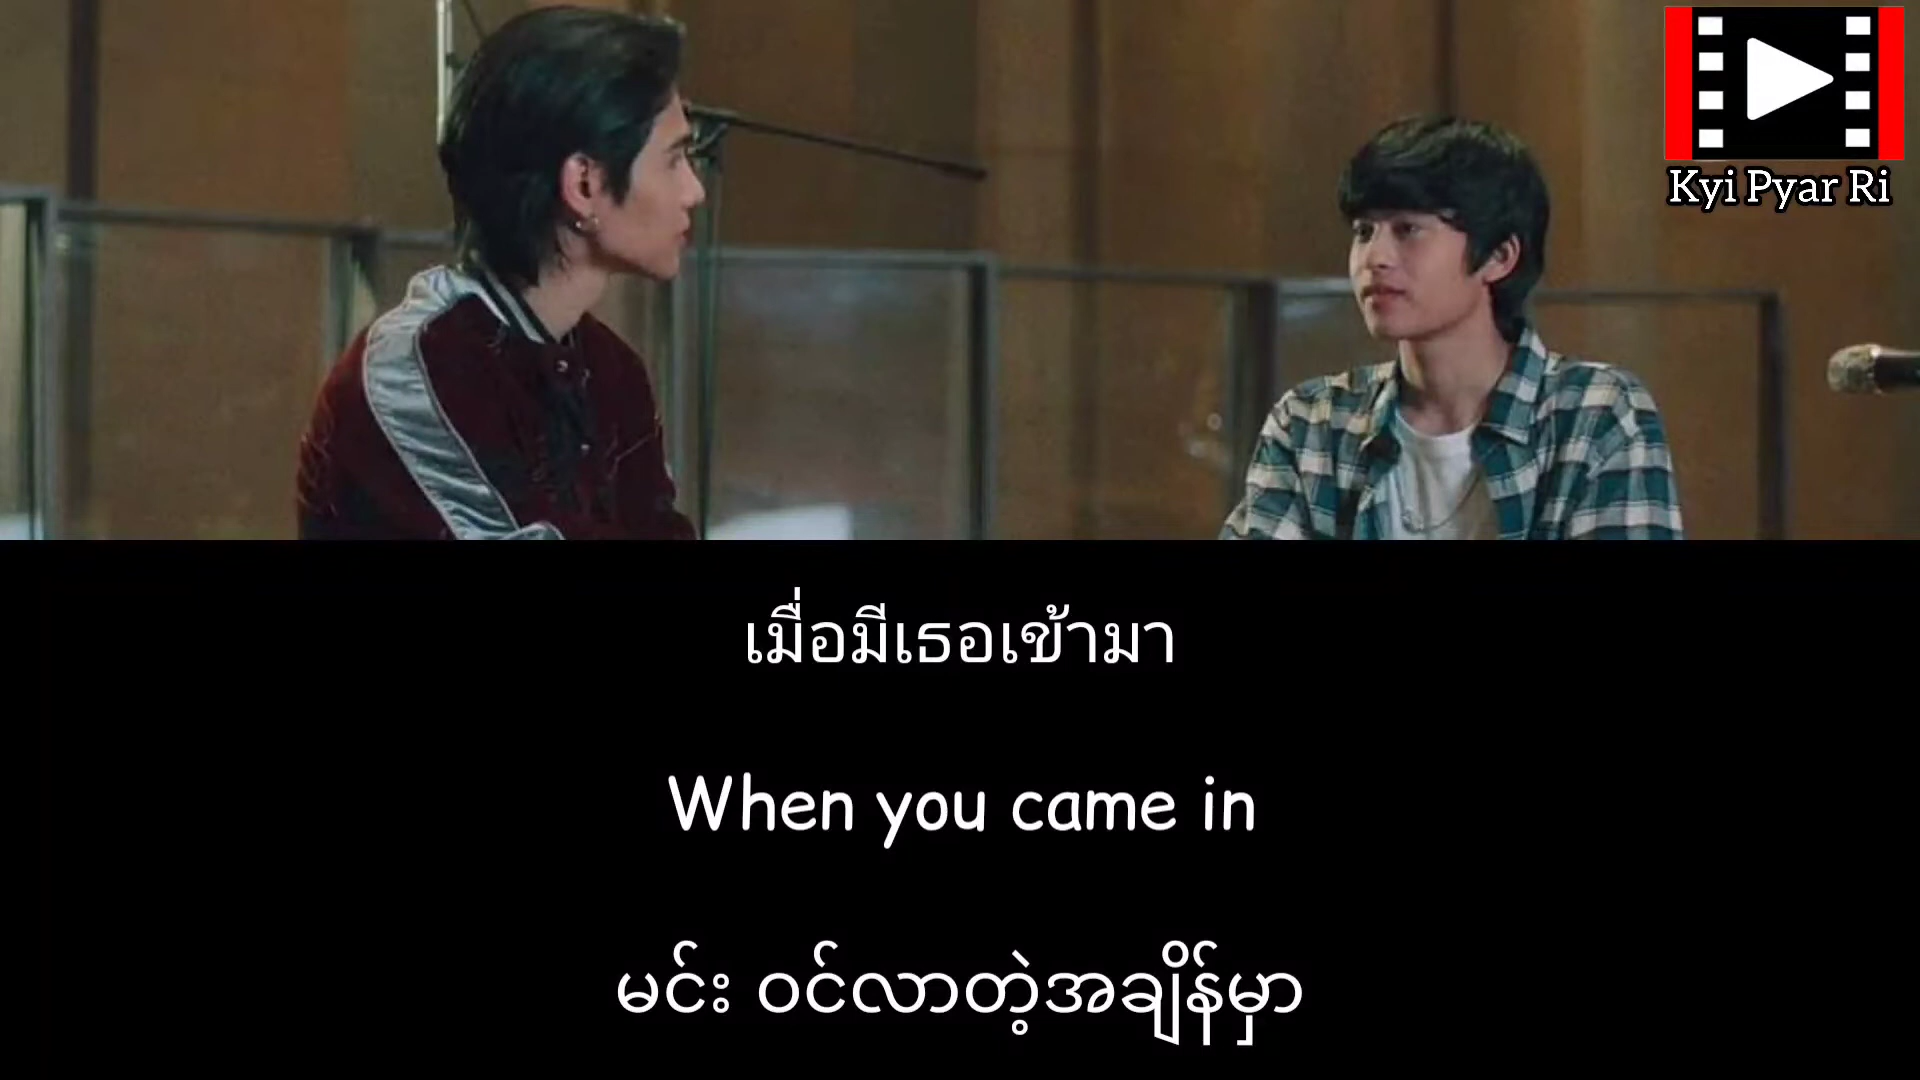 Kyi Pyar Ri
เมื่อมีเธอเข้ามา
When you came in
မင်း ဝင်လာတဲ့အချိန်မှာ